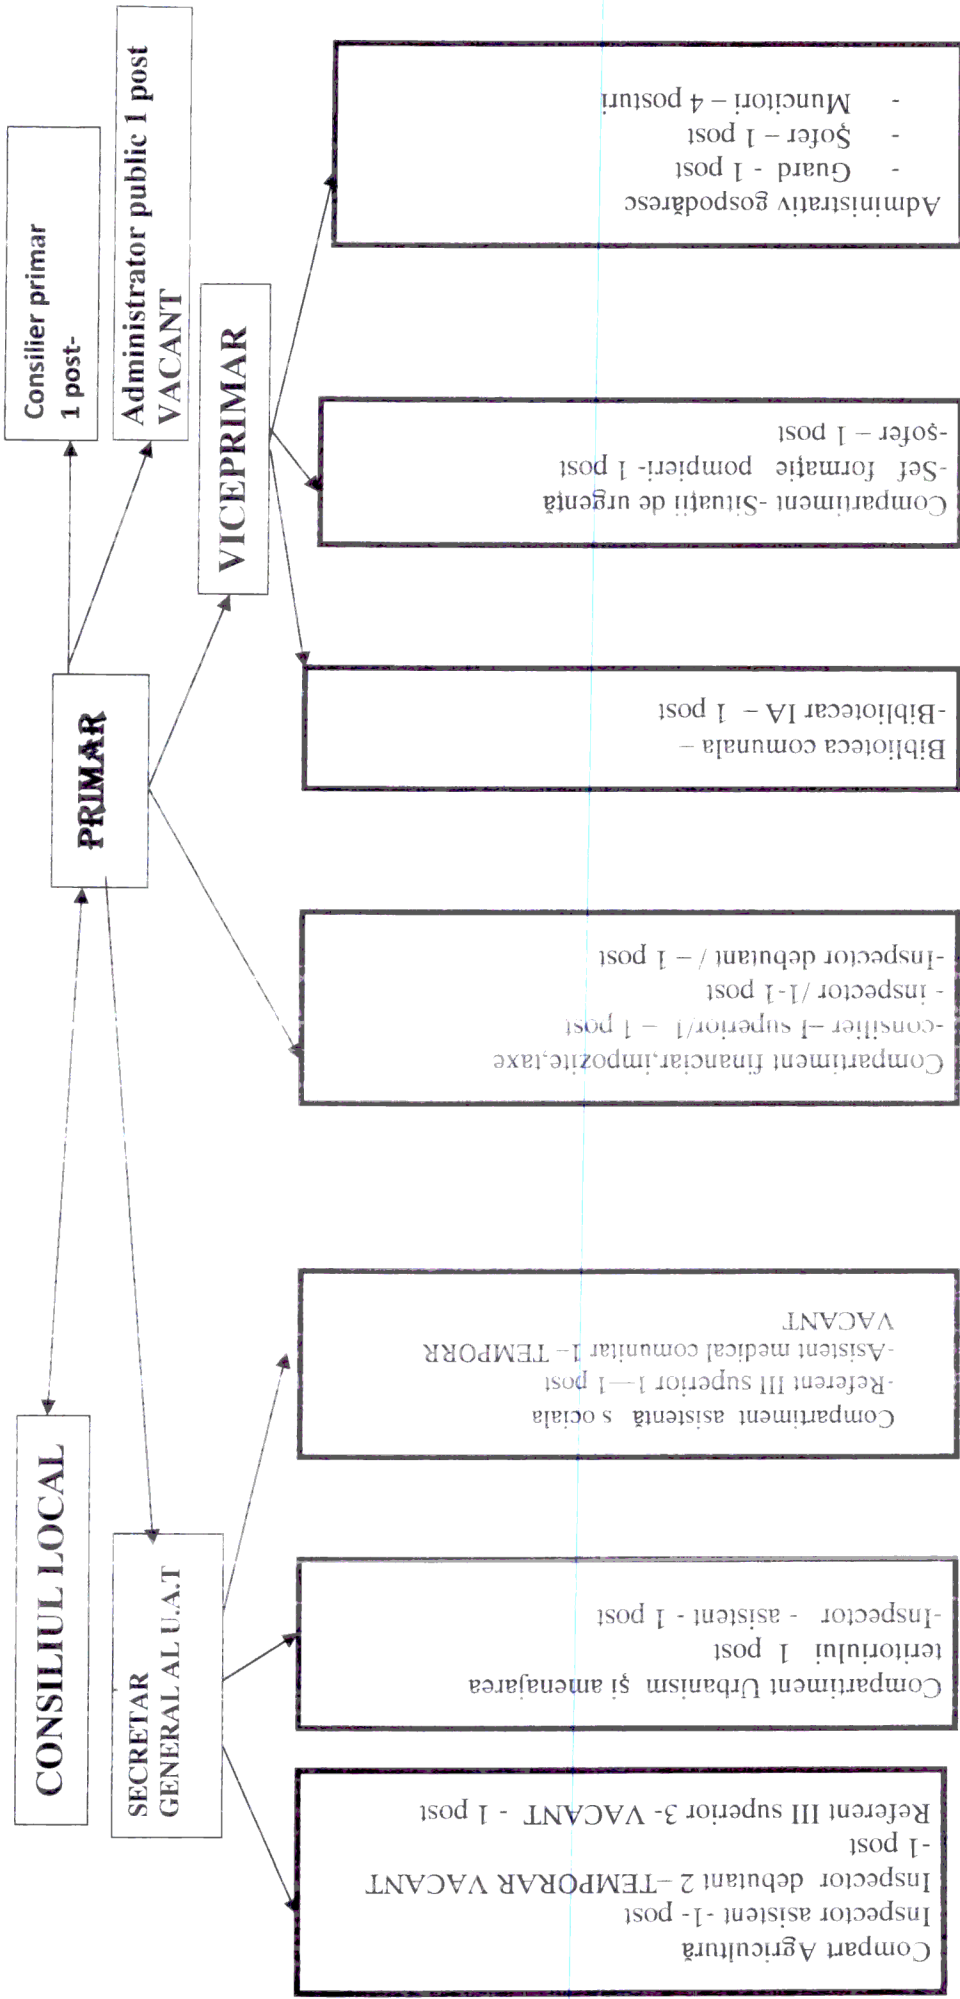 CONSILIUL LOCAL
PRIMAR
Consilier primar
1 post-
Administrator public 1 post
VACANT
SECRETAR
GENERAL AL U.A.T
VICEPRIMAR
Compart Agricultură
Inspector asistent -1- post
Inspector debutant 2 –TEMPORAR VACANT
-1 post
Referent III superior 3- VACANT - 1 post
Compartiment Urbanism şi amenajarea
teritoriului 1 post
-Inspector - asistent - 1 post
Compartiment asistentă s ociala
-Referent III superior 1—1 post
-Asistent medical comunitar 1– TEMPORR
VACANT
Compartiment financiar,impozite,taxe
-consilier –I superior/1 – 1 post
- inspector /1-1 post
-Inspector debutant / – 1 post
Biblioteca comunala –
-Bibliotecar IA – 1 post
Compartiment -Situaţii de urgenţă
-Sef formaţie pompieri- 1 post
-şofer – 1 post
Administrativ gospodăresc
- Guard - 1 post
- Şofer – 1 post
- Muncitori – 4 posturi